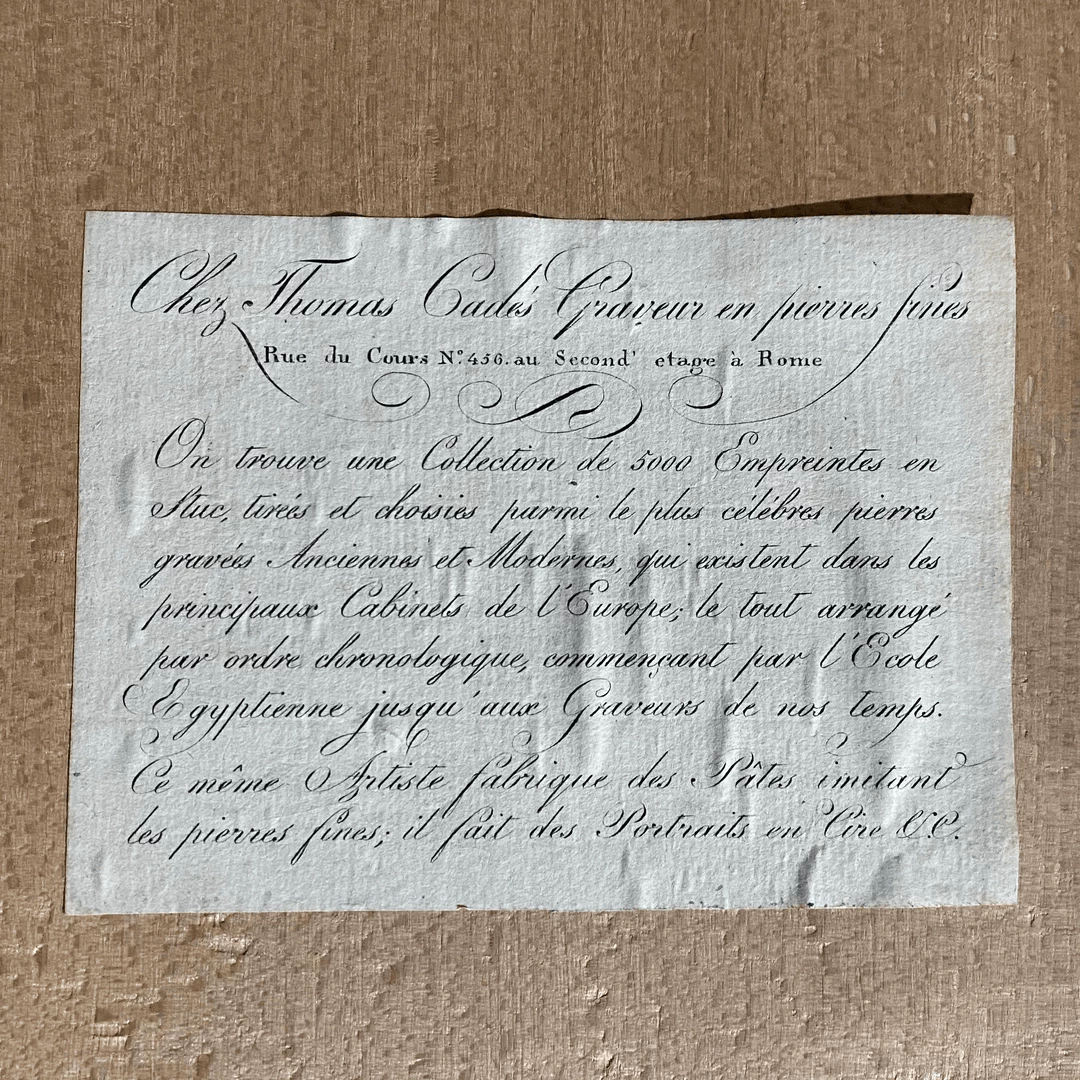 Chez Thomas Cadés Graveur en pierres fines
Rue du Cours N.º 456. au Second' etage à Rome
On trouve une Collection de 5000 Empreintes en
Stuc, tirées et choisies parmi le plus célébres pierres
gravées Anciennes et Modernes, qui existent dans les
principaux Cabinets de l'Europe; le tout arrangé
par ordre chronologique, commençant par l'Ecole
Egyptienne jusqu'aux Graveurs de nos temps.
Ce même Artiste fabrique des Pâtes imitant
les pierres fines; il fait des Portraits en Cire &C.